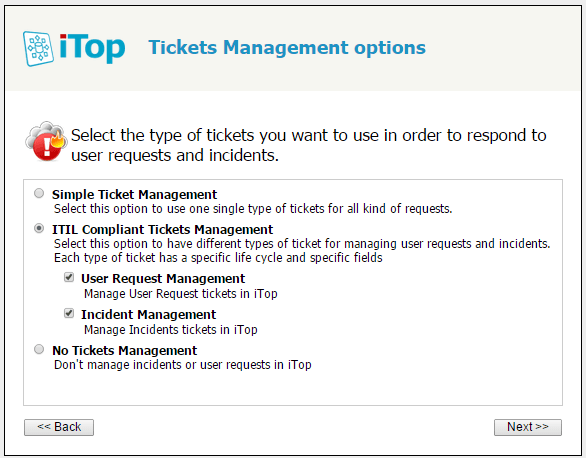 iTop Tickets Management options
Select the type of tickets you want to use in order to respond to
user requests and incidents.
Simple Ticket Management
Select this option to use one single type of tickets for all kind of requests.
ITIL Compliant Tickets Management
Select this option to have different types of ticket for managing user requests and incidents.
Each type of ticket has a specific life cycle and specific fields
User Request Management
Manage User Request tickets in iTop
Incident Management
Manage Incidents tickets in iTop
No Tickets Management
Don't manage incidents or user requests in iTop
<< Back Next >>